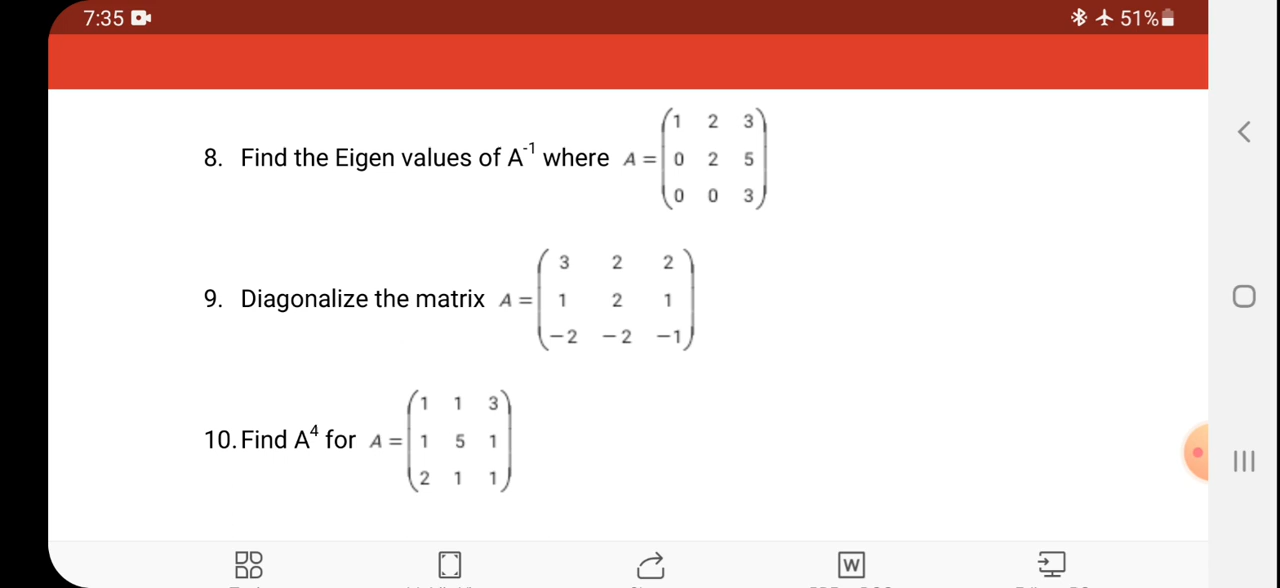 7:35 51%
8. Find the Eigen values of A⁻¹ where A = (1 2 3
0 2 5
0 0 3)
9. Diagonalize the matrix A = (3 2 2
1 2 1
−2 −2 −1)
10. Find A⁴ for A = (1 1 3
1 5 1
2 1 1)
W